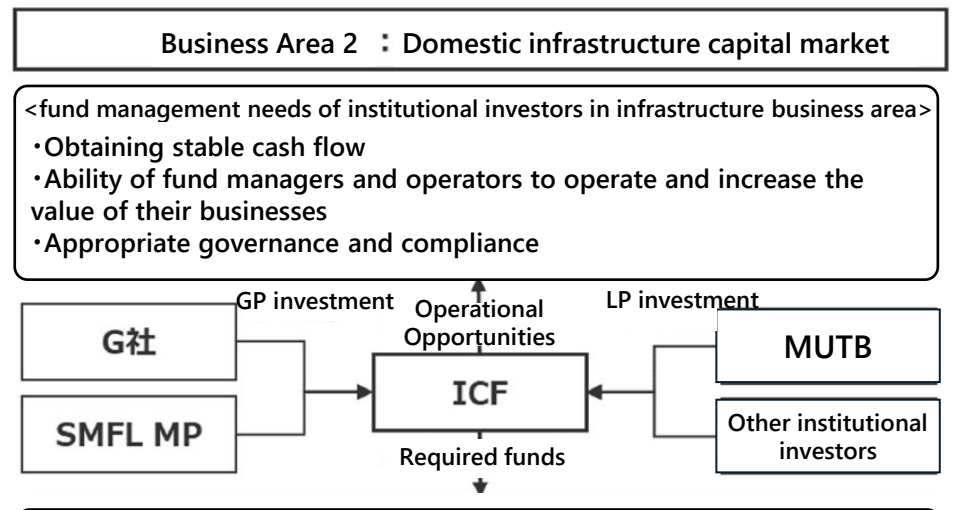 Business Area 2 ：Domestic infrastructure capital market
<fund management needs of institutional investors in infrastructure business area>
・Obtaining stable cash flow
・Ability of fund managers and operators to operate and increase the
value of their businesses
・Appropriate governance and compliance
GP investment
Operational
Opportunities
LP investment
G社
SMFL MP
ICF
MUTB
Other institutional
investors
Required funds